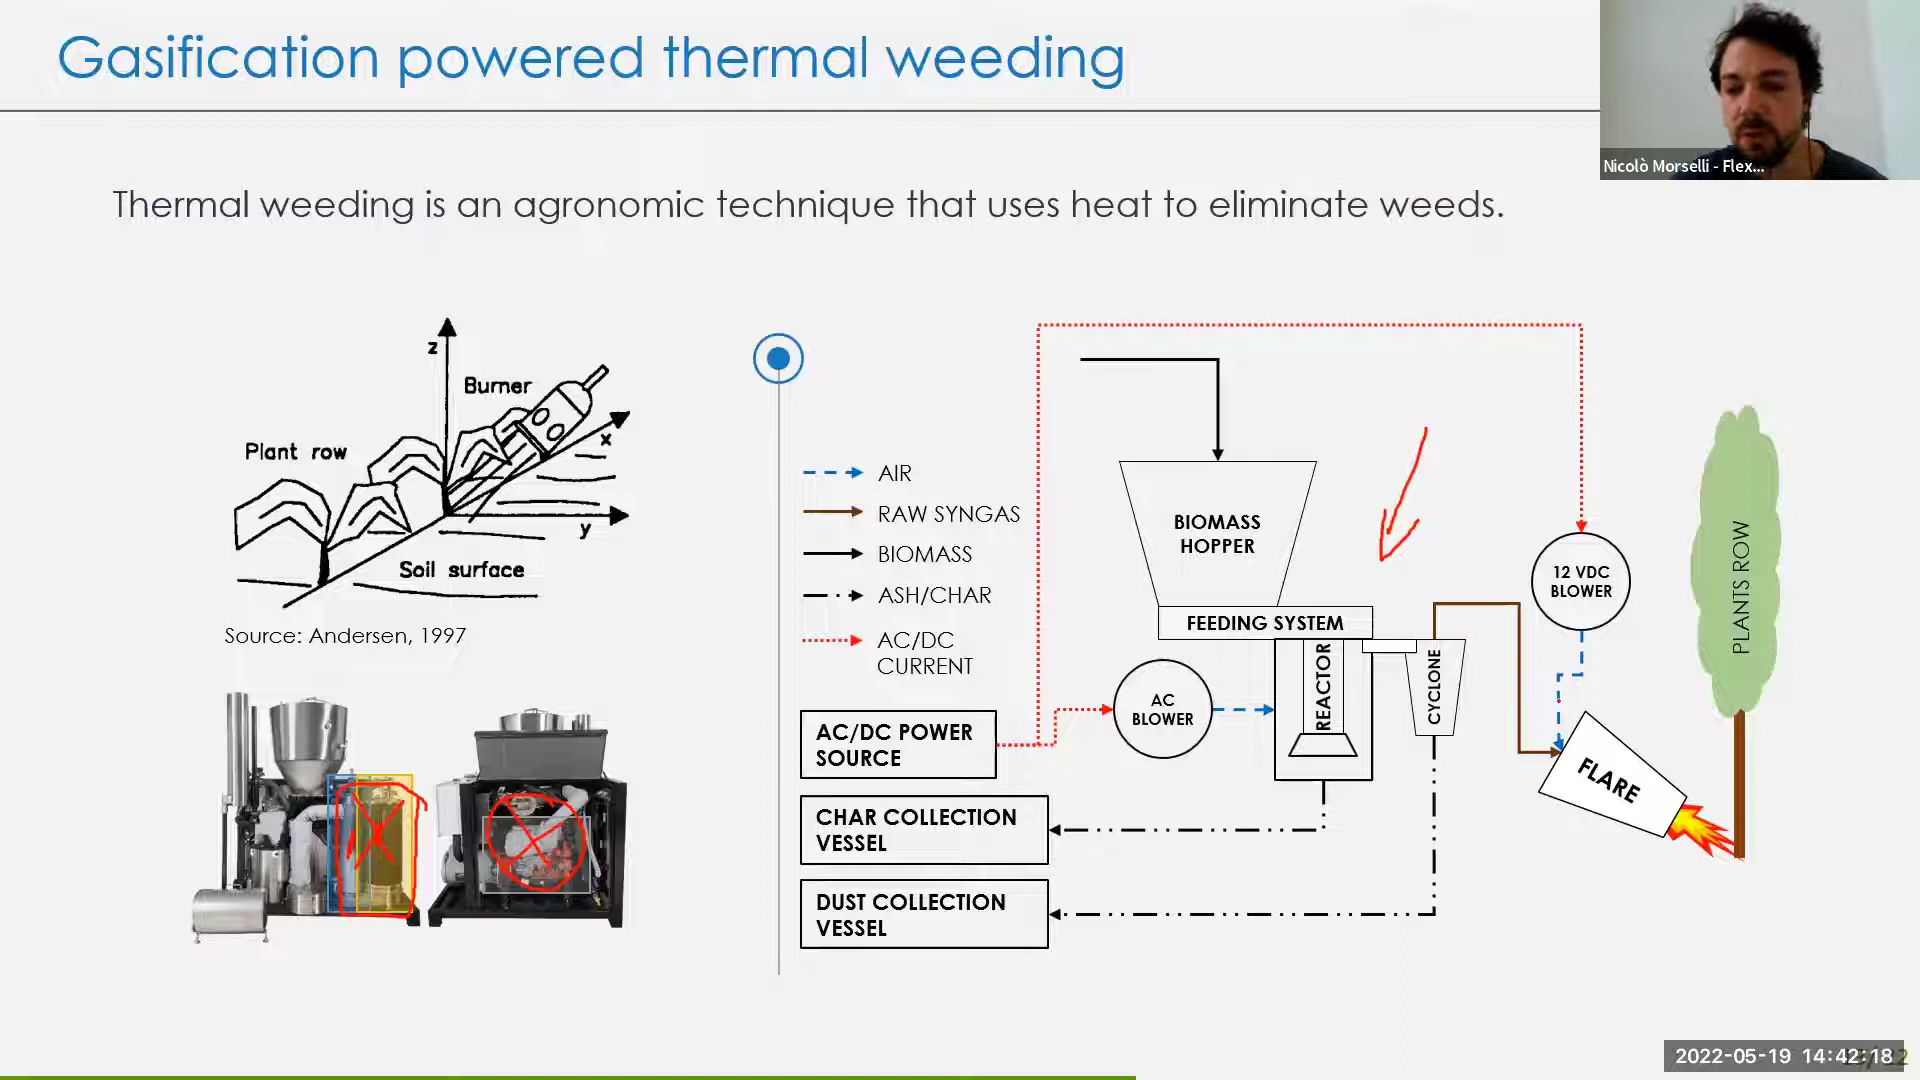 Gasification powered thermal weeding
Nicolò Morselli - Flex...
Thermal weeding is an agronomic technique that uses heat to eliminate weeds.
z
Burner
x
Plant row
y
Soil surface
Source: Andersen, 1997
AIR
RAW SYNGAS
BIOMASS
ASH/CHAR
AC/DC
CURRENT
BIOMASS
HOPPER
FEEDING SYSTEM
REACTOR
CYCLONE
12 VDC
BLOWER
PLANTS ROW
AC
BLOWER
AC/DC POWER
SOURCE
FLARE
CHAR COLLECTION
VESSEL
DUST COLLECTION
VESSEL
2022-05-19 14:42:18